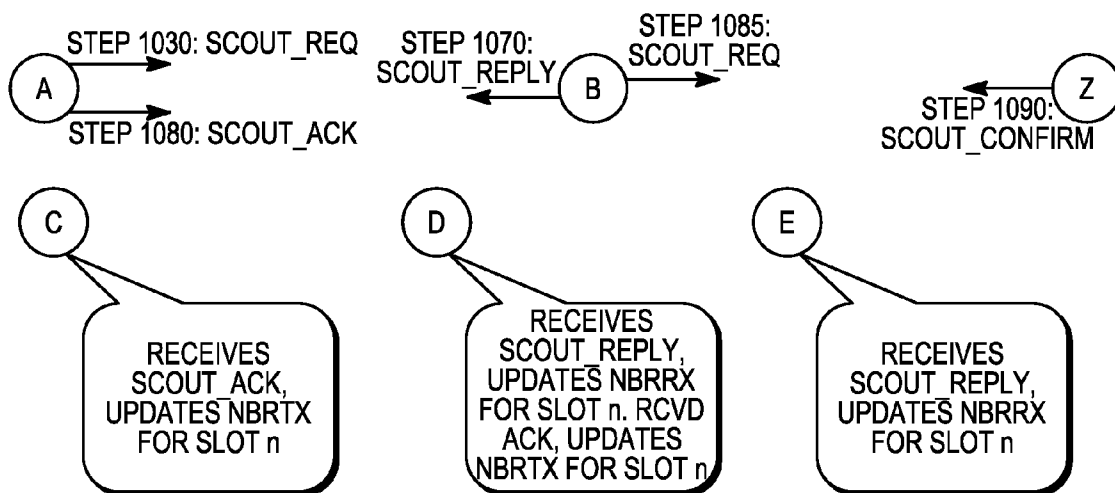 A
STEP 1030: SCOUT_REQ
STEP 1080: SCOUT_ACK
STEP 1070:
SCOUT_REPLY
B
STEP 1085:
SCOUT_REQ
Z
STEP 1090:
SCOUT_CONFIRM
C
RECEIVES
SCOUT_ACK,
UPDATES NBRTX
FOR SLOT n
D
RECEIVES
SCOUT_REPLY,
UPDATES NBRRX
FOR SLOT n. RCVD
ACK, UPDATES
NBRTX FOR SLOT n
E
RECEIVES
SCOUT_REPLY,
UPDATES NBRRX
FOR SLOT n